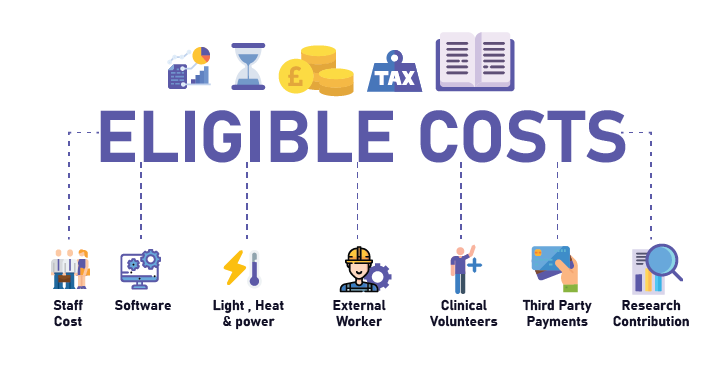 £
TAX
ELIGIBLE COSTS
Staff
Cost
Software
Light , Heat
& power
External
Worker
Clinical
Volunteers
Third Party
Payments
Research
Contribution